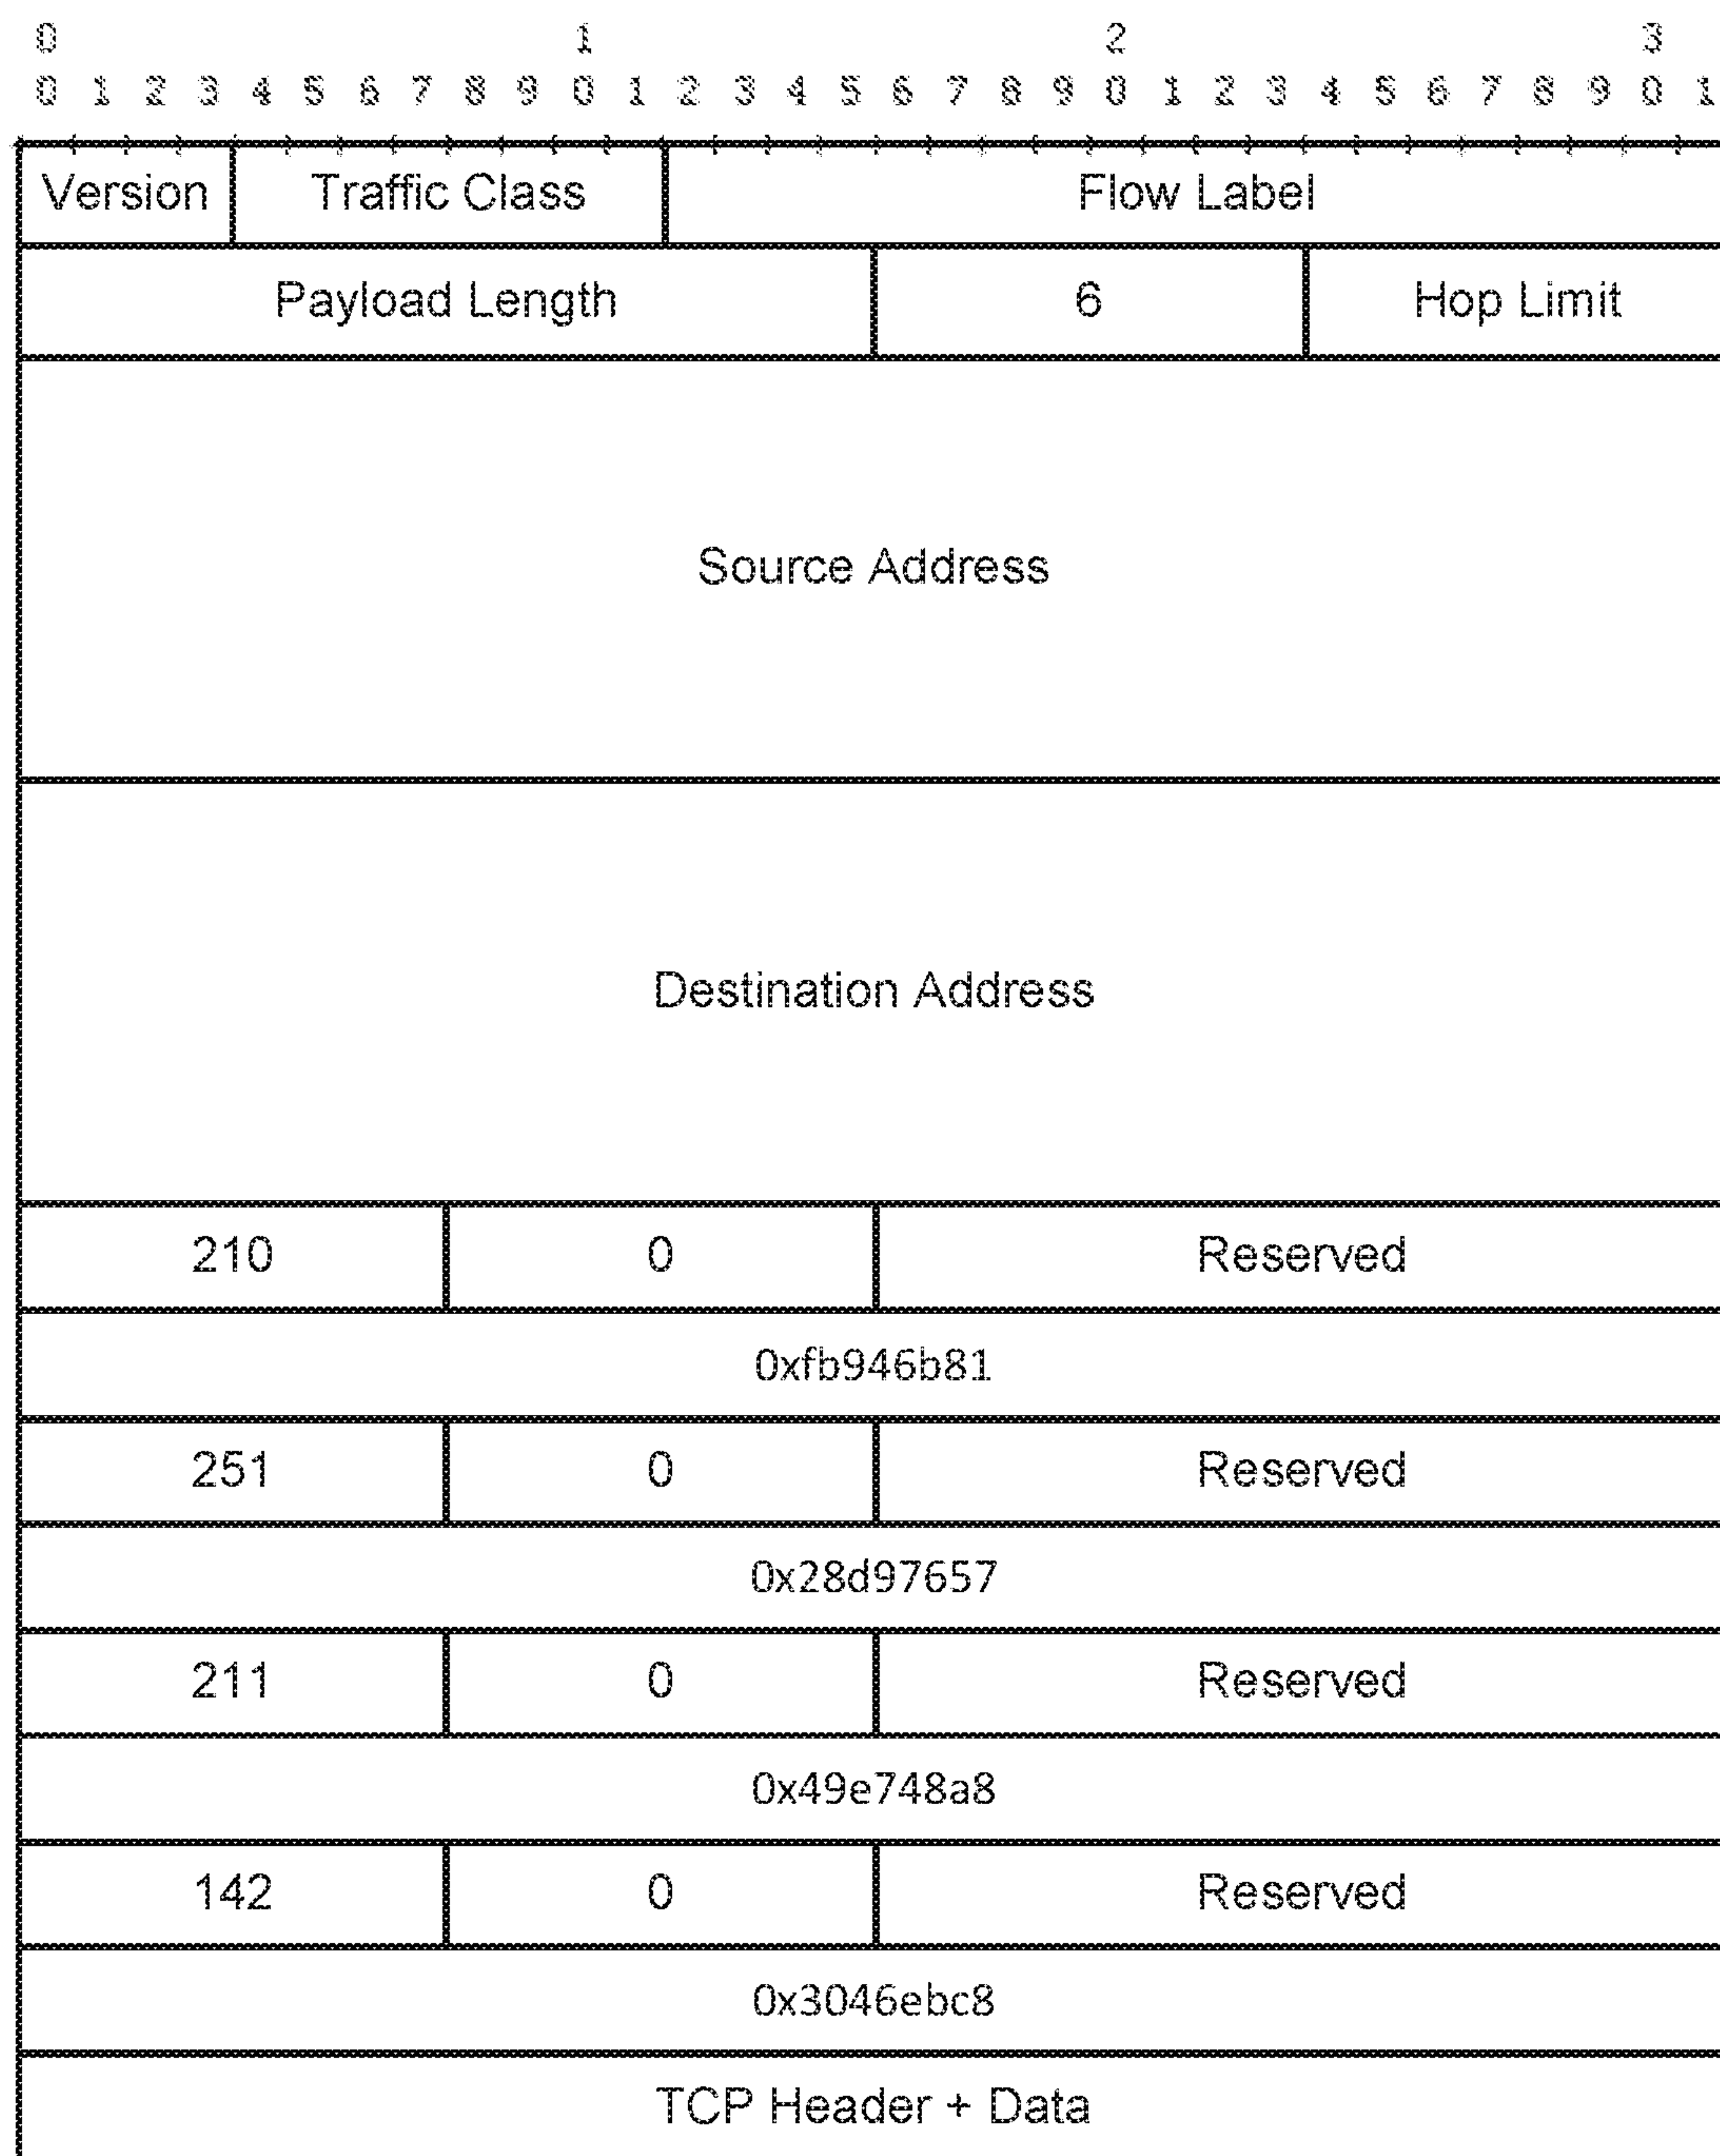 0 1 2 3
0 1 2 3 4 5 6 7 8 9 0 1 2 3 4 5 6 7 8 9 0 1 2 3 4 5 6 7 8 9 0 1
Version Traffic Class Flow Label
Payload Length 6 Hop Limit
Source Address
Destination Address
210 0 Reserved
0xfb946b81
251 0 Reserved
0x28d97657
211 0 Reserved
0x49e748a8
142 0 Reserved
0x3046ebc8
TCP Header + Data